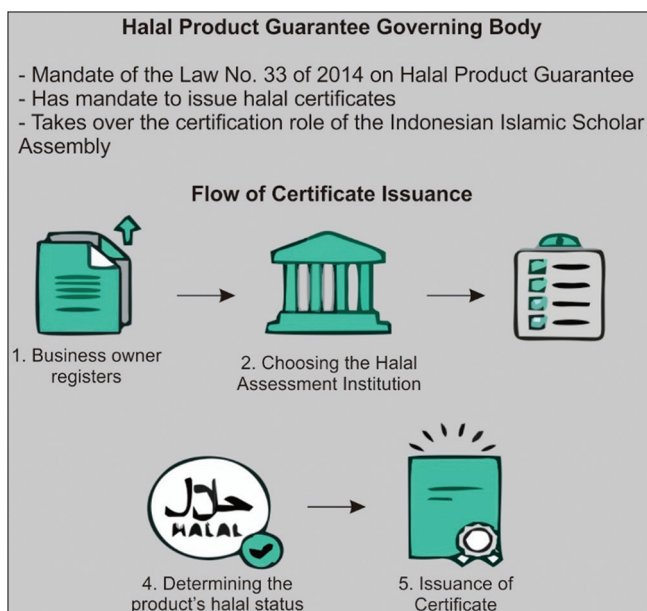 Halal Product Guarantee Governing Body
- Mandate of the Law No. 33 of 2014 on Halal Product Guarantee
- Has mandate to issue halal certificates
- Takes over the certification role of the Indonesian Islamic Scholar
Assembly
Flow of Certificate Issuance
1. Business owner
registers
2. Choosing the Halal
Assessment Institution
حلال
HALAL
4. Determining the
product's halal status
5. Issuance of
Certificate